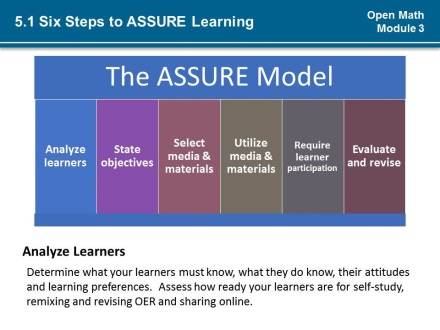 5.1 Six Steps to ASSURE Learning
Open Math
Module 3
The ASSURE Model
Analyze
learners
State
objectives
Select
media &
materials
Utilize
media &
materials
Require
learner
participation
Evaluate
and revise
Analyze Learners
Determine what your learners must know, what they do know, their attitudes
and learning preferences.  Assess how ready your learners are for self-study,
remixing and revising OER and sharing online.